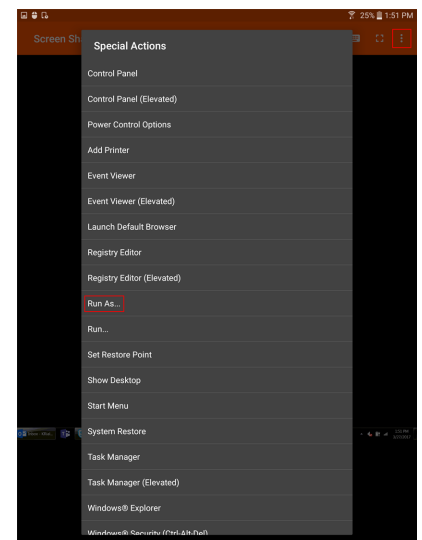 25% 1:51 PM
Screen Sh
Special Actions
Control Panel
Control Panel (Elevated)
Power Control Options
Add Printer
Event Viewer
Event Viewer (Elevated)
Launch Default Browser
Registry Editor
Registry Editor (Elevated)
Run As...
Run...
Set Restore Point
Show Desktop
Start Menu
System Restore
Task Manager
Task Manager (Elevated)
Windows® Explorer
Windows® Security (Ctrl-Alt-Del)